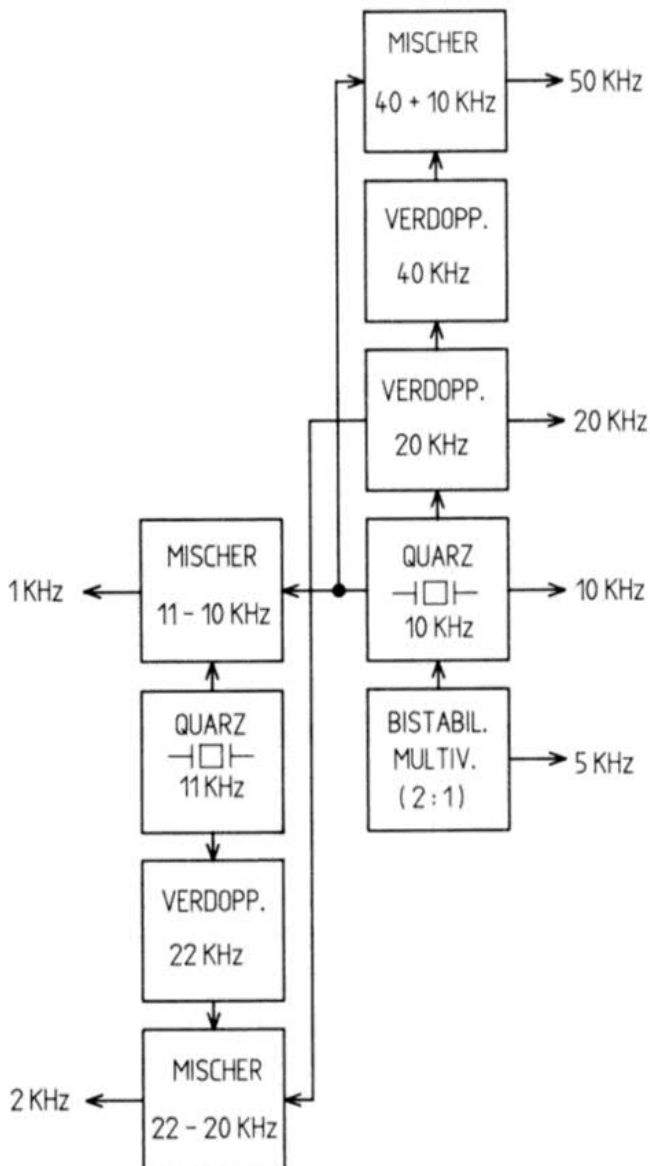 MISCHER
40 + 10 KHz
50 KHz
VERDOPP.
40 KHz
VERDOPP.
20 KHz
20 KHz
MISCHER
11 - 10 KHz
1 KHz
QUARZ
10 KHz
10 KHz
QUARZ
11 KHz
BISTABIL.
MULTIV.
(2:1)
5 KHz
VERDOPP.
22 KHz
MISCHER
22 - 20 KHz
2 KHz